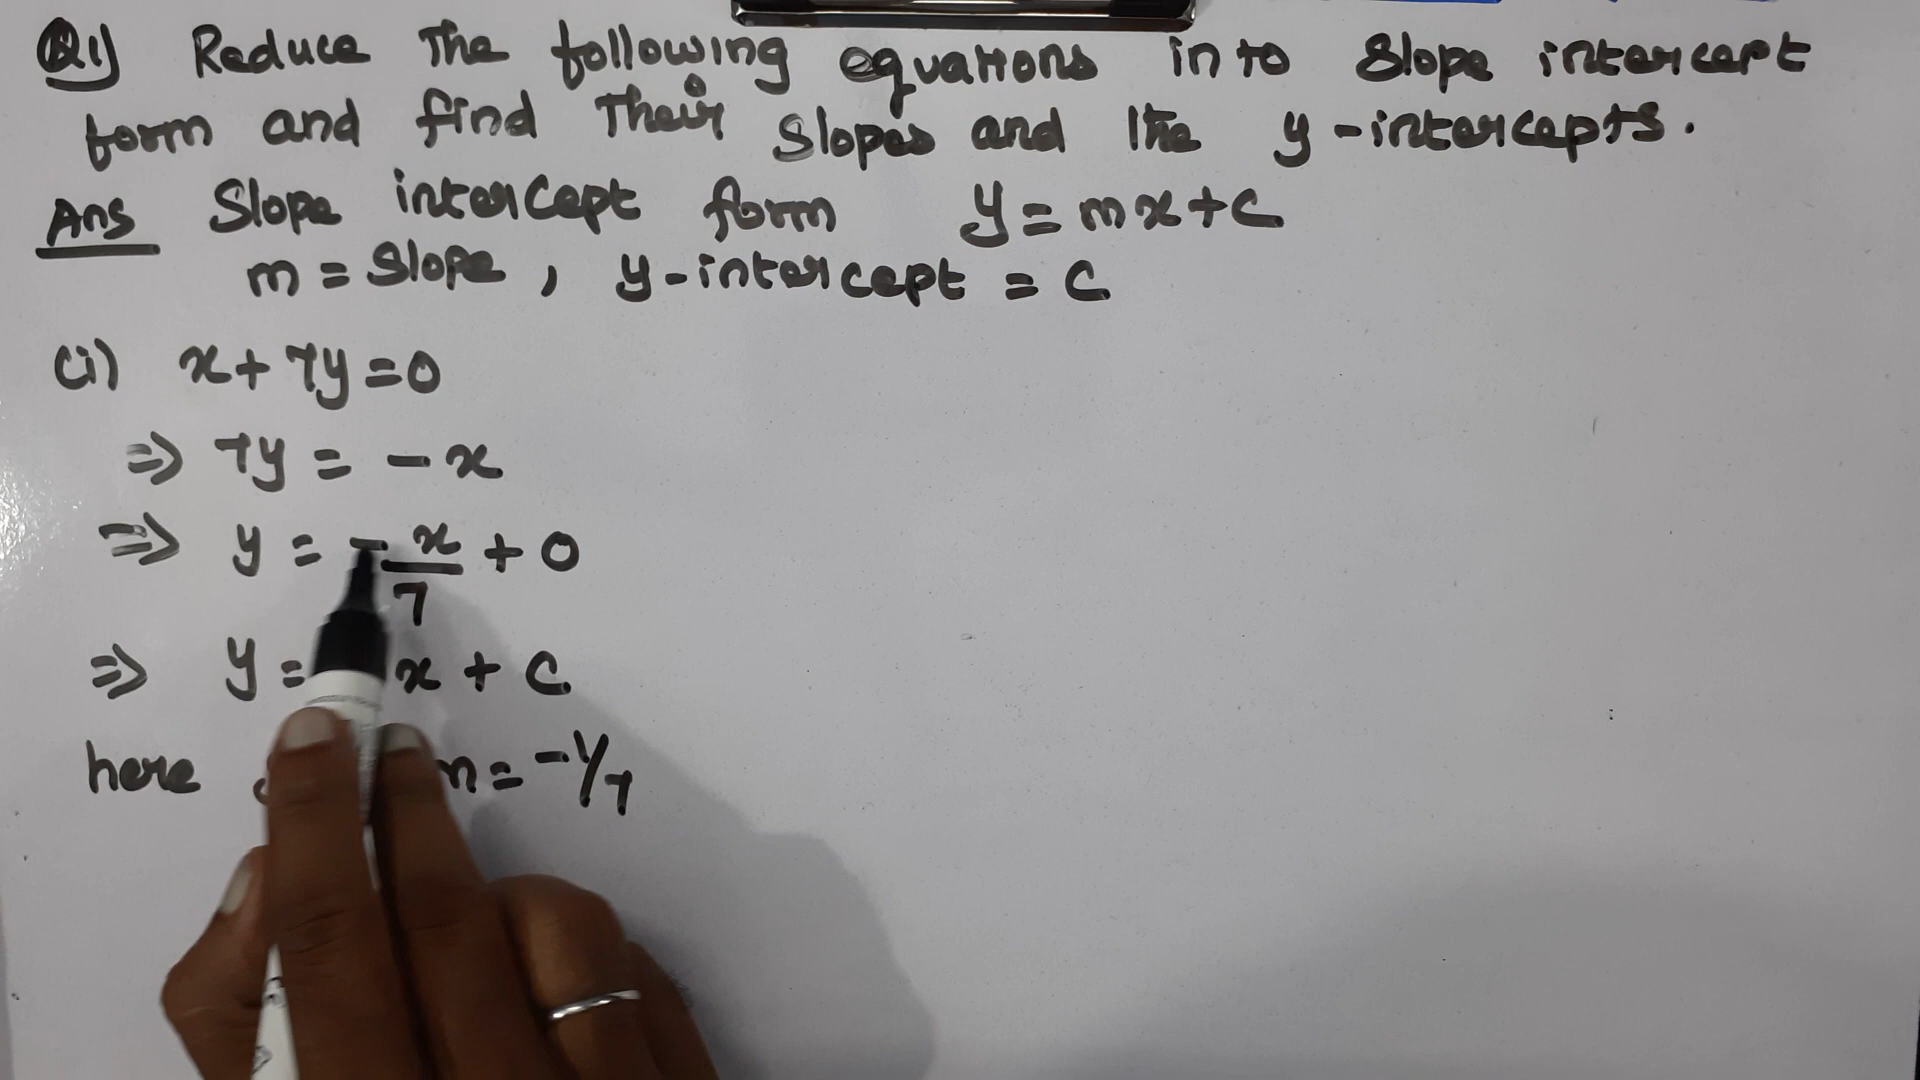 Q1) Reduce The following equations into Slope intercept
form and find Their Slopes and the y-intercepts.
Ans Slope intercept form y = mx + c
m = Slope, y-intercept = c
(i) x + 7y = 0
⇒ 7y = - x
⇒ y = - x/7 + 0
⇒ y = x + c
here = -1/7